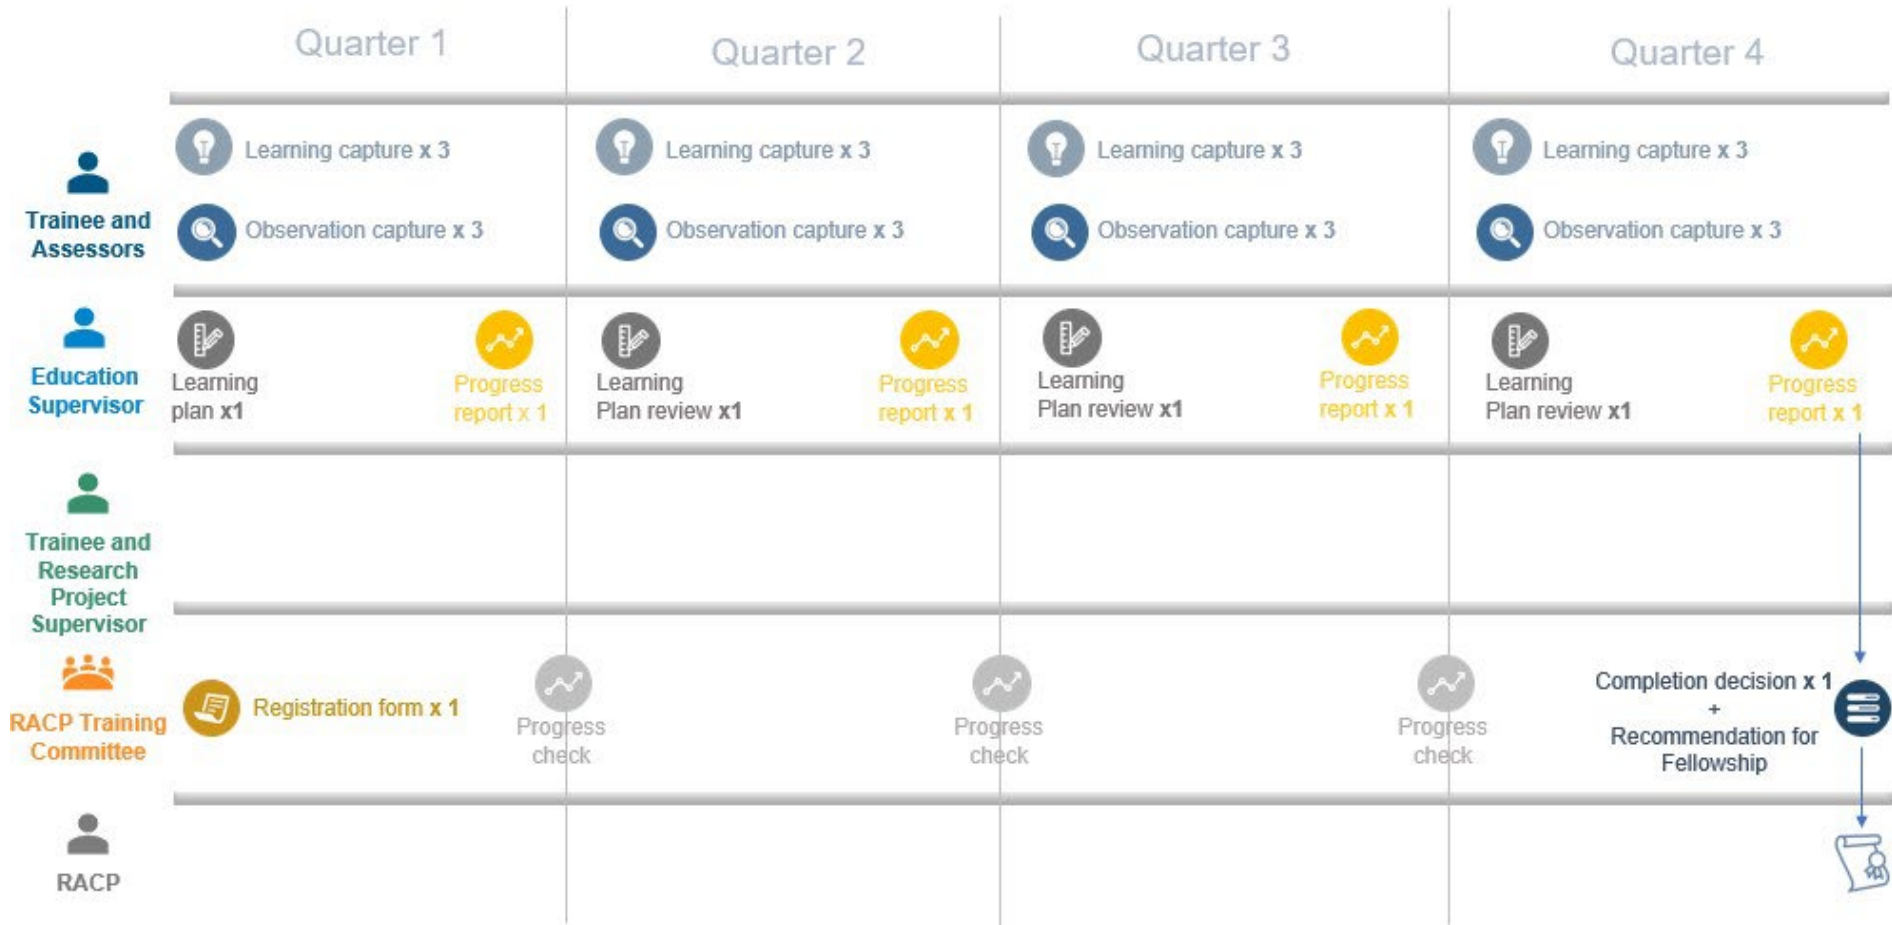 Quarter 1
Quarter 2
Quarter 3
Quarter 4
Trainee and
Assessors
Learning capture x 3
Learning capture x 3
Learning capture x 3
Learning capture x 3
Observation capture x 3
Observation capture x 3
Observation capture x 3
Observation capture x 3
Education
Supervisor
Learning
plan x1
Progress
report x 1
Learning
Plan review x1
Progress
report x 1
Learning
Plan review x1
Progress
report x 1
Learning
Plan review x1
Progress
report x 1
Trainee and
Research
Project
Supervisor
RACP Training
Committee
Registration form x 1
Progress
check
Progress
check
Progress
check
Completion decision x 1
+
Recommendation for
Fellowship
RACP